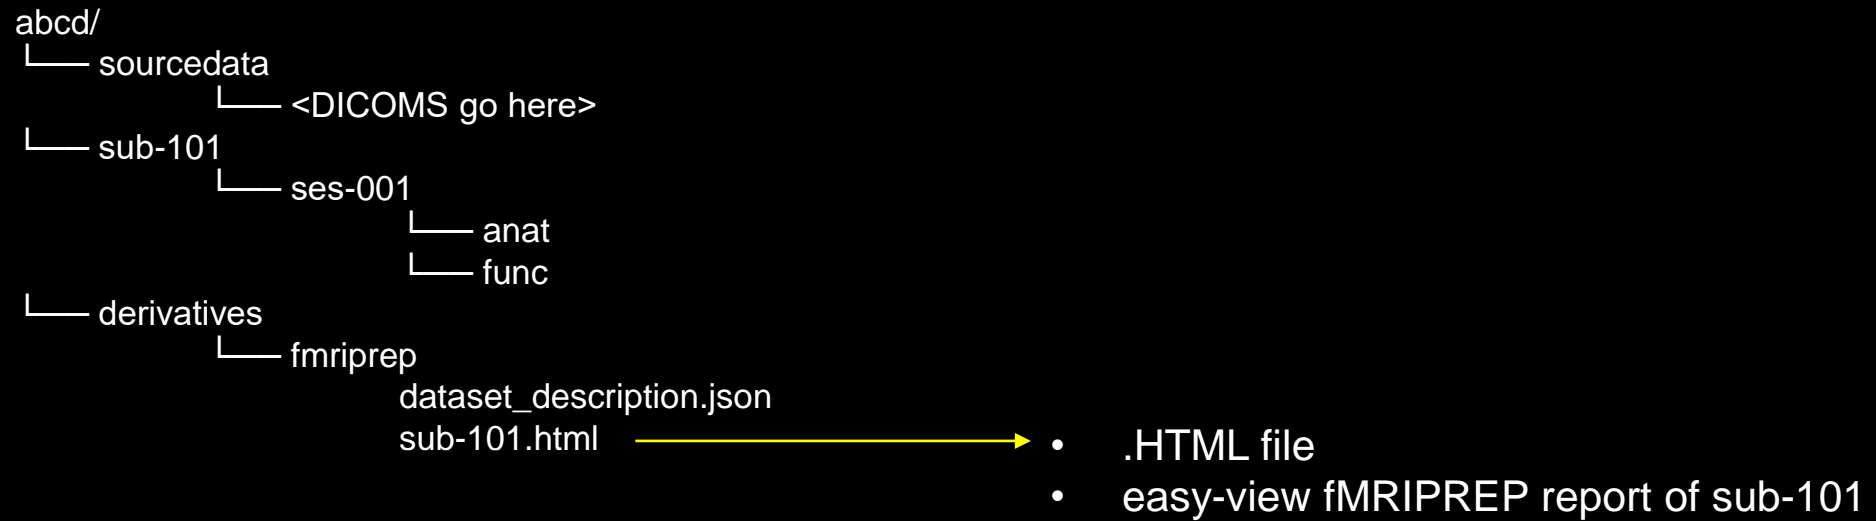 abcd/
└── sourcedata
└── <DICOMS go here>
└── sub-101
└── ses-001
└── anat
└── func
└── derivatives
└── fmriprep
dataset_description.json
sub-101.html
• .HTML file
• easy-view fMRIPREP report of sub-101